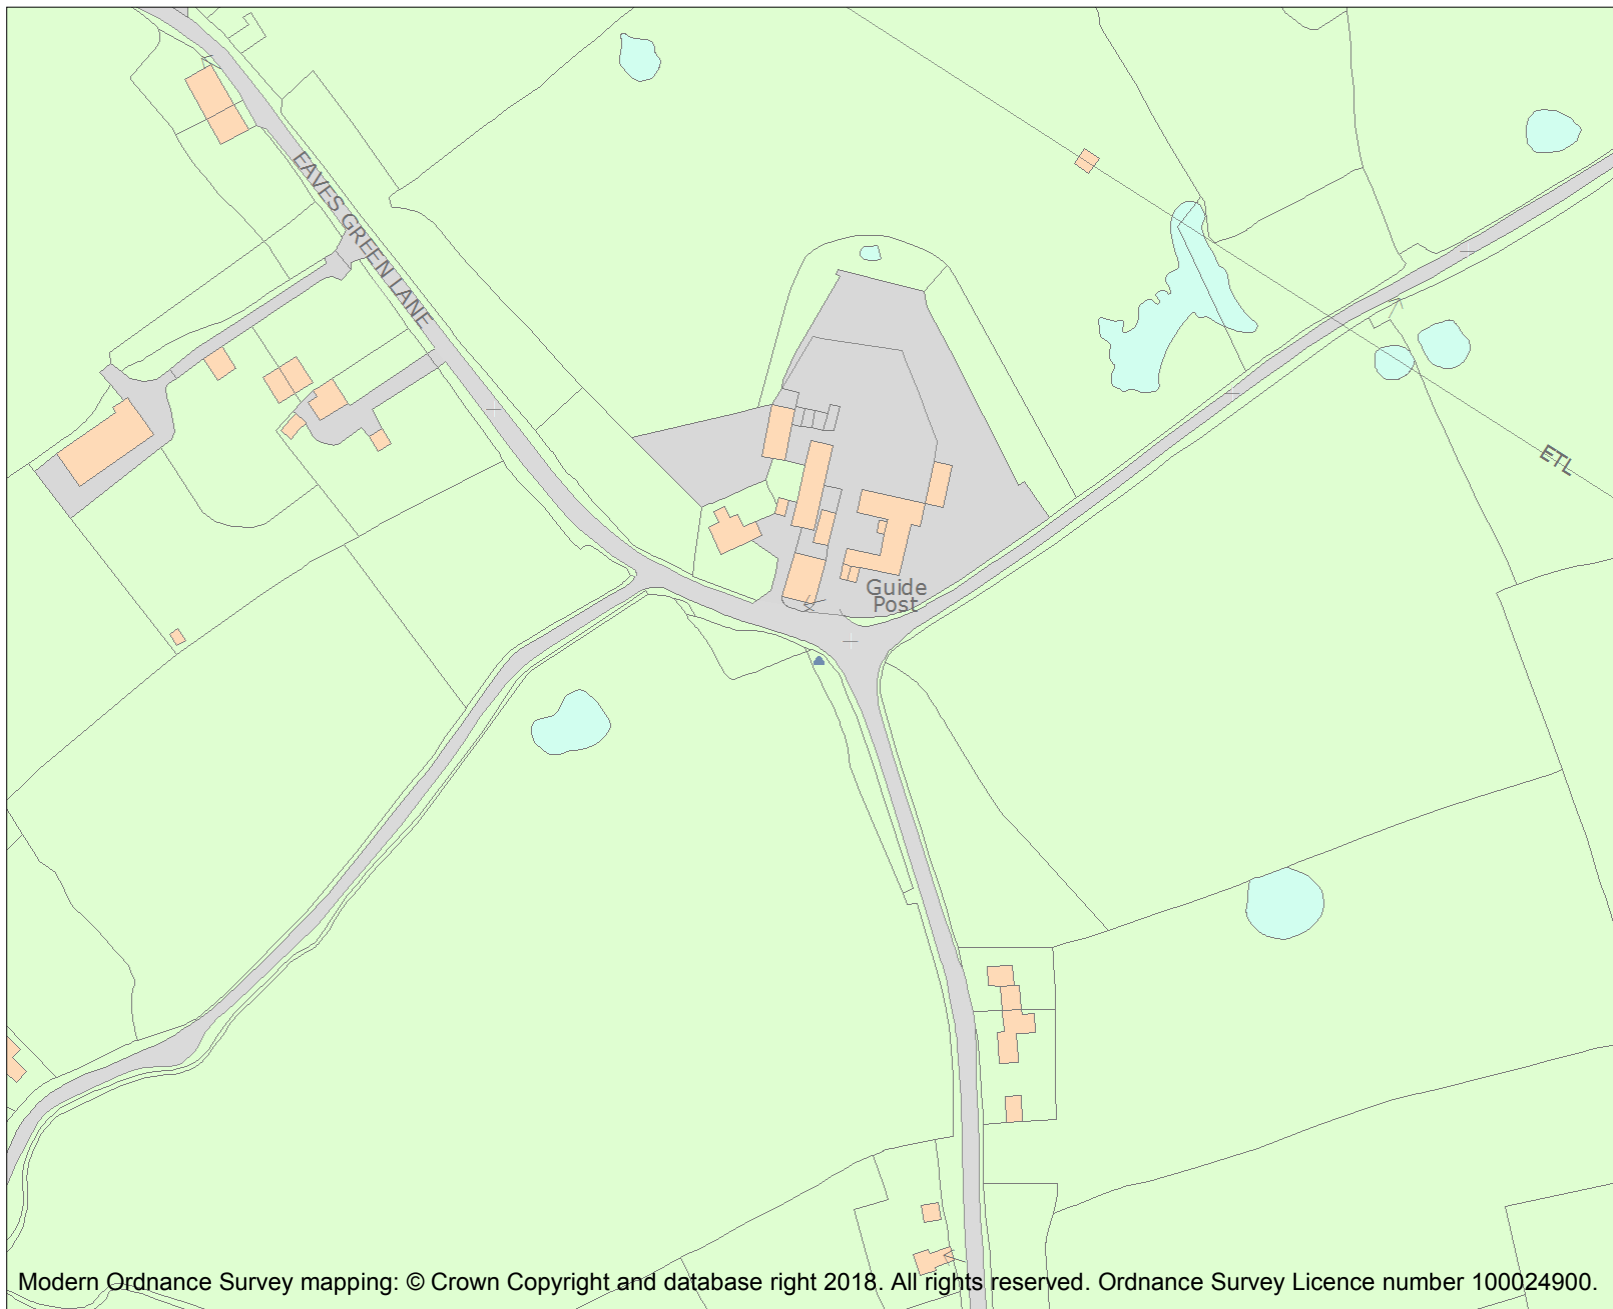 EAVES GREEN LANE
ETL
Guide
Post
Modern Ordnance Survey mapping: © Crown Copyright and database right 2018. All rights reserved. Ordnance Survey Licence number 100024900.